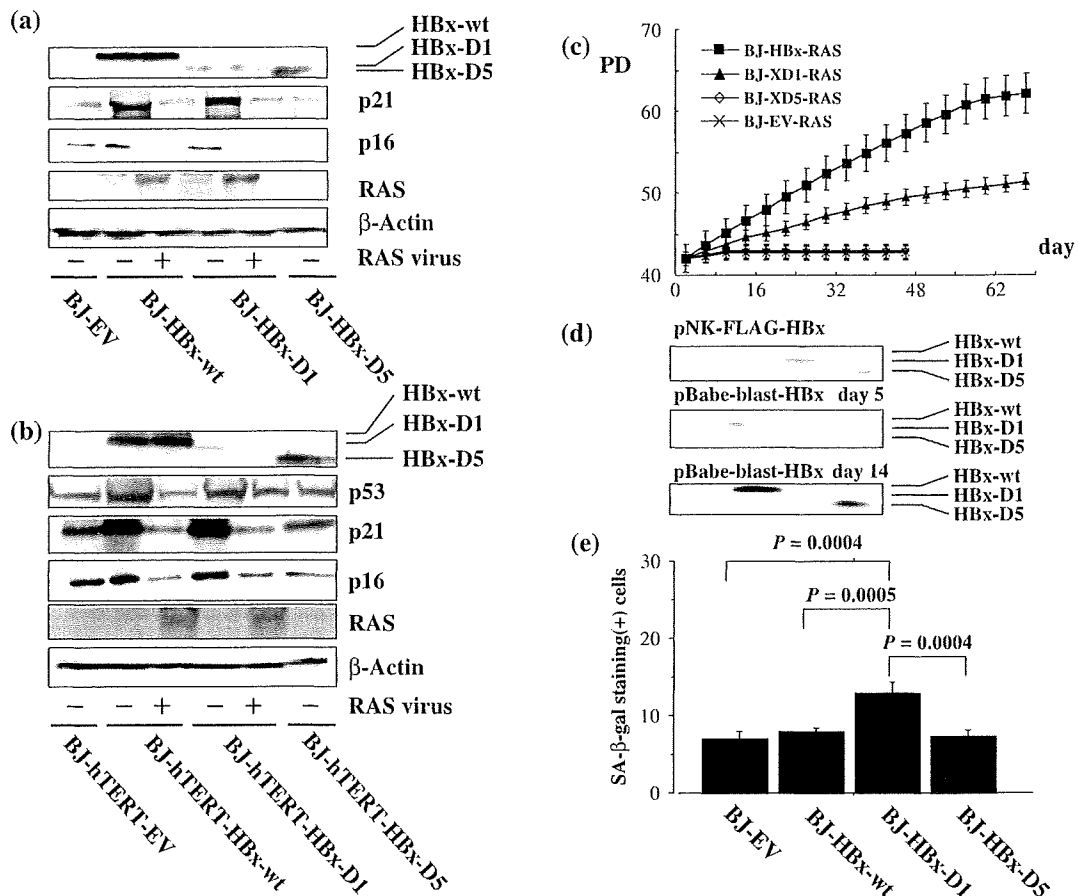 (a)
HBx-wt
HBx-D1
HBx-D5
p21
p16
RAS
β-Actin
− − + − + − RAS virus
BJ-EV
BJ-HBx-wt
BJ-HBx-D1
BJ-HBx-D5
(b)
HBx-wt
HBx-D1
HBx-D5
p53
p21
p16
RAS
β-Actin
− − + − + − RAS virus
BJ-hTERT-EV
BJ-hTERT-HBx-wt
BJ-hTERT-HBx-D1
BJ-hTERT-HBx-D5
(c)
PD
70
60
50
40
0 16 32 48 62
day
BJ-HBx-RAS
BJ-XD1-RAS
BJ-XD5-RAS
BJ-EV-RAS
(d)
pNK-FLAG-HBx
HBx-wt
HBx-D1
HBx-D5
pBabe-blast-HBx day 5
HBx-wt
HBx-D1
HBx-D5
pBabe-blast-HBx day 14
HBx-wt
HBx-D1
HBx-D5
(e)
SA-β-gal staining(+) cells
30
20
10
0
P = 0.0004
P = 0.0005
P = 0.0004
BJ-EV
BJ-HBx-wt
BJ-HBx-D1
BJ-HBx-D5